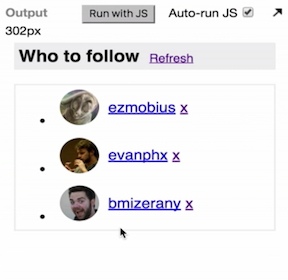 Output Run with JS Auto-run JS
302px
Who to follow Refresh
ezmobius x
evanphx x
bmizerany x